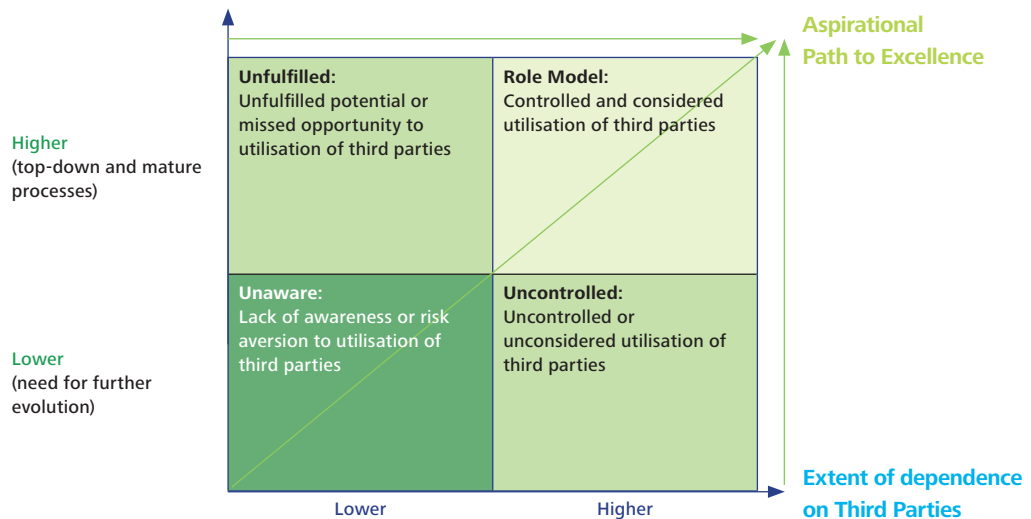 Aspirational
Path to Excellence
Unfulfilled:
Unfulfilled potential or
missed opportunity to
utilisation of third parties
Role Model:
Controlled and considered
utilisation of third parties
Higher
(top-down and mature
processes)
Unaware:
Lack of awareness or risk
aversion to utilisation of
third parties
Uncontrolled:
Uncontrolled or
unconsidered utilisation of
third parties
Lower
(need for further
evolution)
Extent of dependence
on Third Parties
Lower
Higher